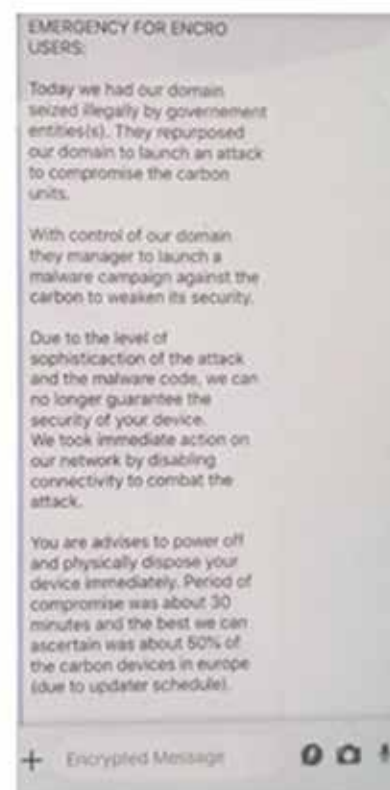 EMERGENCY FOR ENCRO
USERS:
Today we had our domain
seized illegally by governement
entities(s). They repurposed
our domain to launch an attack
to compromise the carbon
units.
With control of our domain
they manager to launch a
malware campaign against the
carbon to weaken its security.
Due to the level of
sophisticaction of the attack
and the malware code, we can
no longer guarantee the
security of your device.
We took immediate action on
our network by disabling
connectivity to combat the
attack.
You are advises to power off
and physically dispose your
device immediately. Period of
compromise was about 30
minutes and the best we can
ascertain was about 50% of
the carbon devices in europe
(due to updater schedule).
Encrypted Message